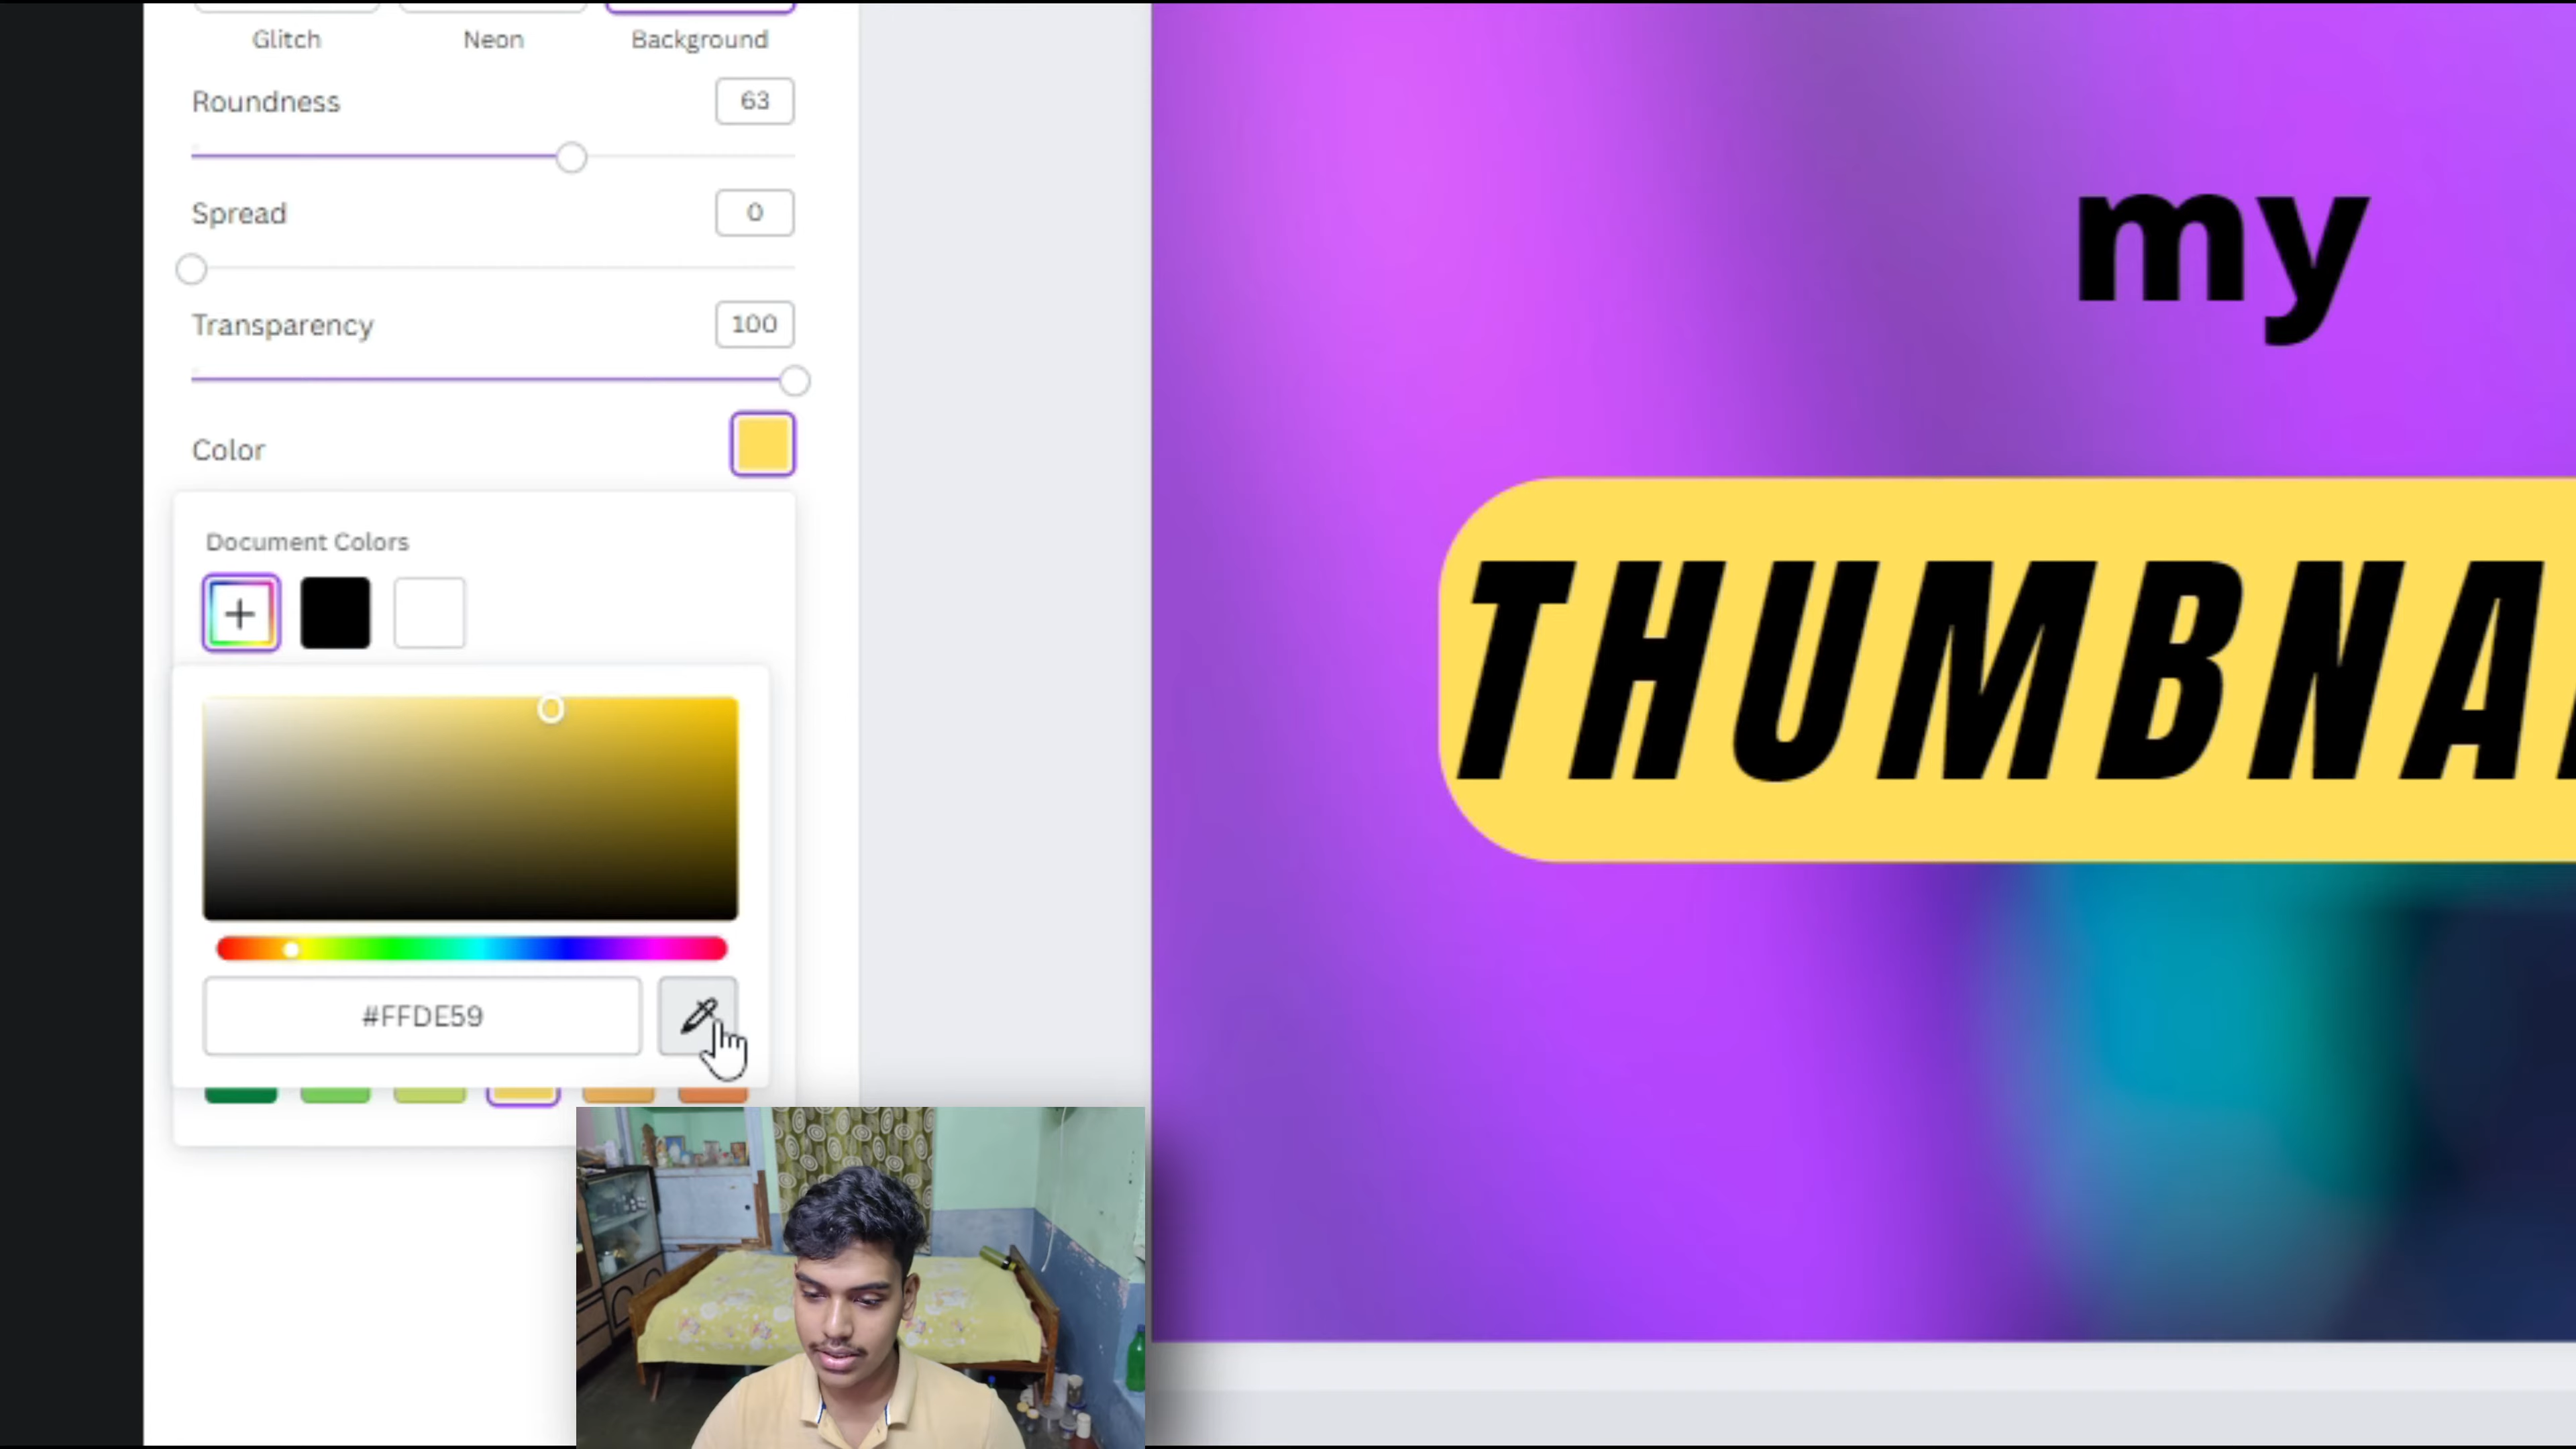 Glitch Neon Background
Roundness 63
Spread 0
Transparency 100
Color
Document Colors
+
#FFDE59
my
THUMBNA